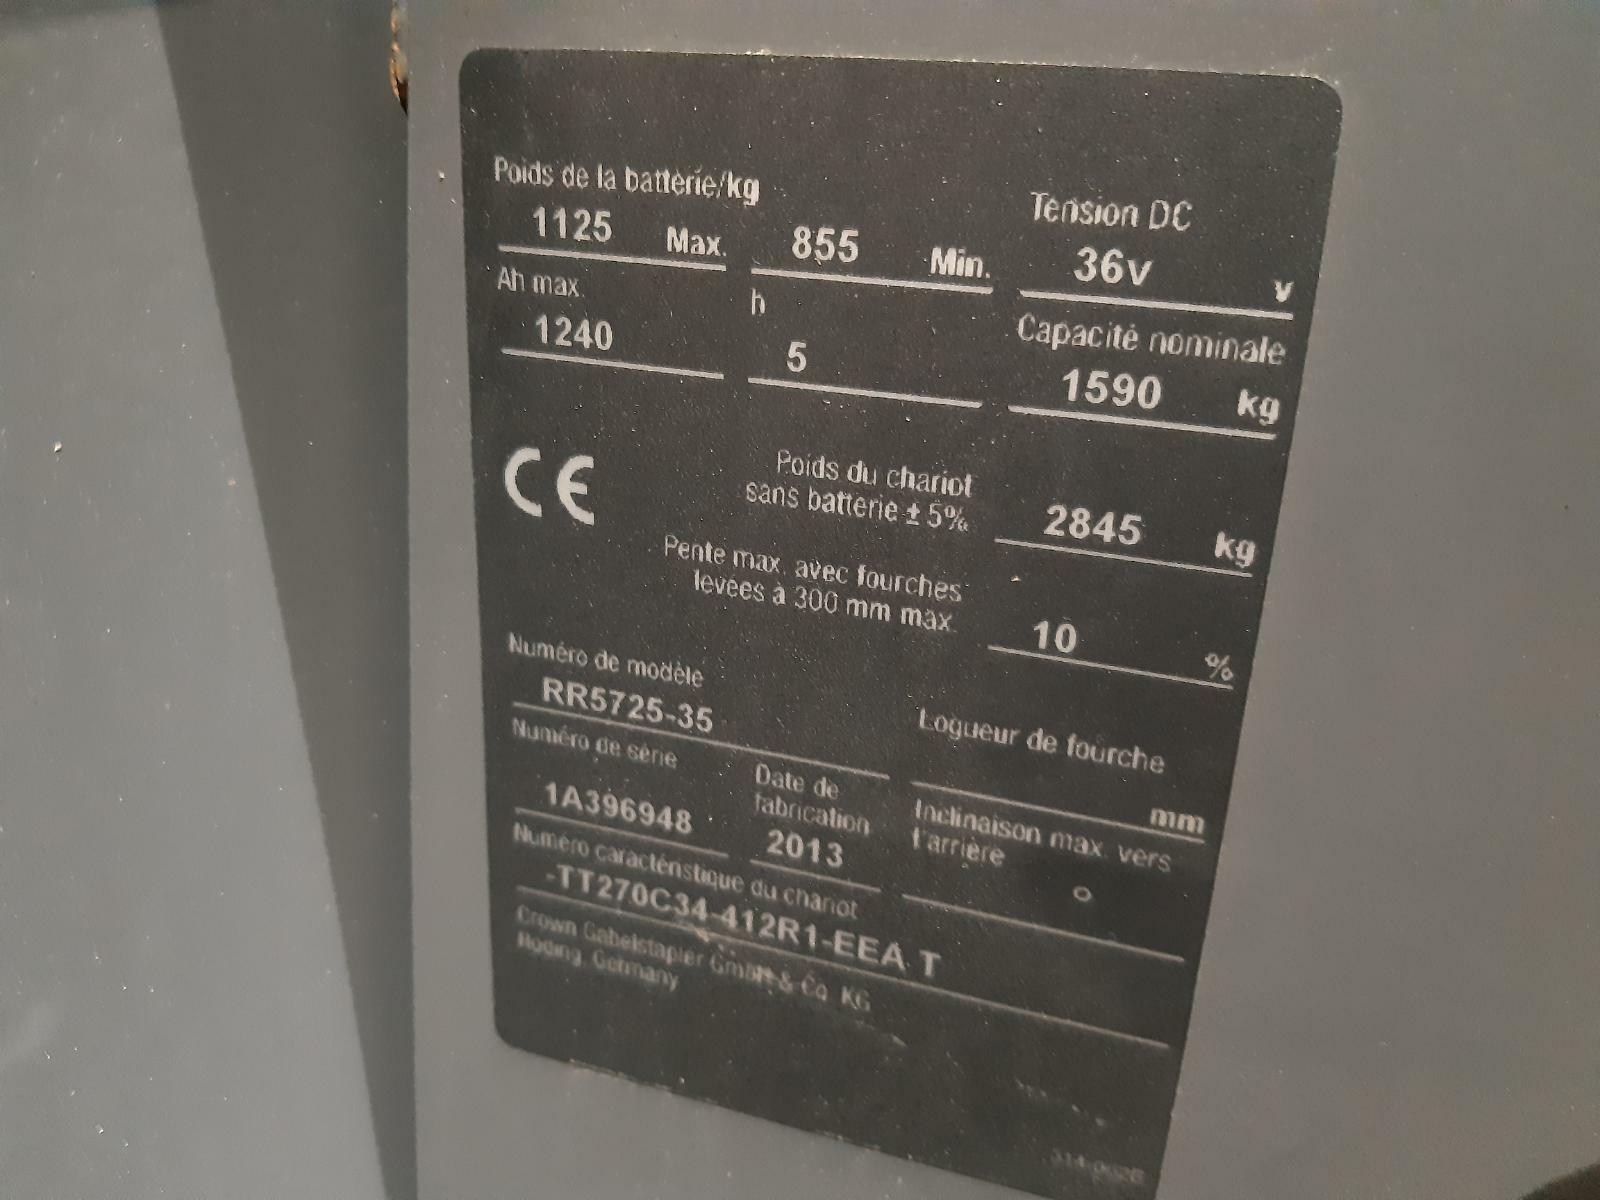 Poids de la batterie/kg
1125 Max. 855 Min.
Tension DC
36v v
Ah max. h
1240 5
Capacité nominale
1590 kg
CE
Poids du chariot
sans batterie ± 5%
2845 kg
Pente max. avec fourches
levées à 300 mm max.
10 %
Numéro de modèle
RR5725-35
Logueur de fourche
mm
Numéro de série
1A396948
Date de
fabrication
2013
Inclinaison max. vers
l'arrière
°
Numéro caractéristique du chariot
-TT270C34-412R1-EEA T
Crown Gabelstapler GmbH & Co. KG
Roding, Germany